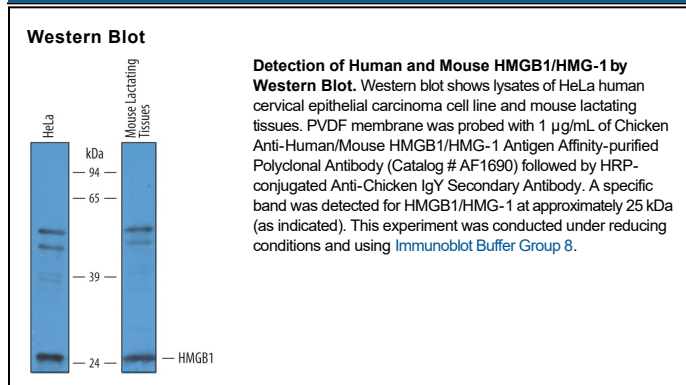 Western Blot
HeLa
Mouse Lactating
Tissues
kDa
— 94 —
— 65 —
— 39 —
— 24 —
— HMGB1
Detection of Human and Mouse HMGB1/HMG-1 by
Western Blot. Western blot shows lysates of HeLa human
cervical epithelial carcinoma cell line and mouse lactating
tissues. PVDF membrane was probed with 1 µg/mL of Chicken
Anti-Human/Mouse HMGB1/HMG-1 Antigen Affinity-purified
Polyclonal Antibody (Catalog # AF1690) followed by HRP-
conjugated Anti-Chicken IgY Secondary Antibody. A specific
band was detected for HMGB1/HMG-1 at approximately 25 kDa
(as indicated). This experiment was conducted under reducing
conditions and using Immunoblot Buffer Group 8.